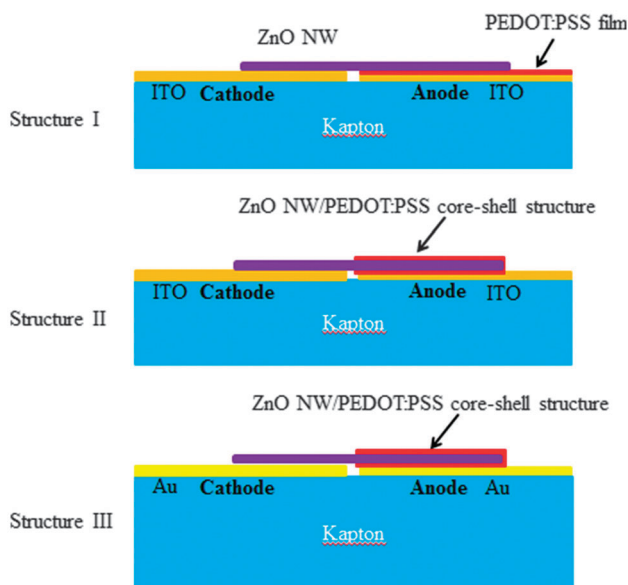 ZnO NW
PEDOT:PSS film
ITO Cathode Anode ITO
Structure I
Kapton
ZnO NW/PEDOT:PSS core-shell structure
ITO Cathode Anode ITO
Structure II
Kapton
ZnO NW/PEDOT:PSS core-shell structure
Au Cathode Anode Au
Structure III
Kapton